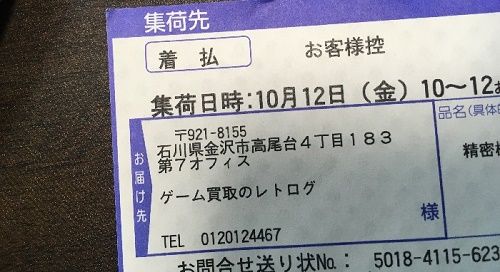 集荷先
着払
お客様控
集荷日時:10月12日(金)10~12
品名(具体
お届け先
〒921-8155
石川県金沢市高尾台4丁目183
第7オフィス
ゲーム買取のレトログ
様
精密
TEL 0120124467
お問合せ送り状No.: 5018-4115-623